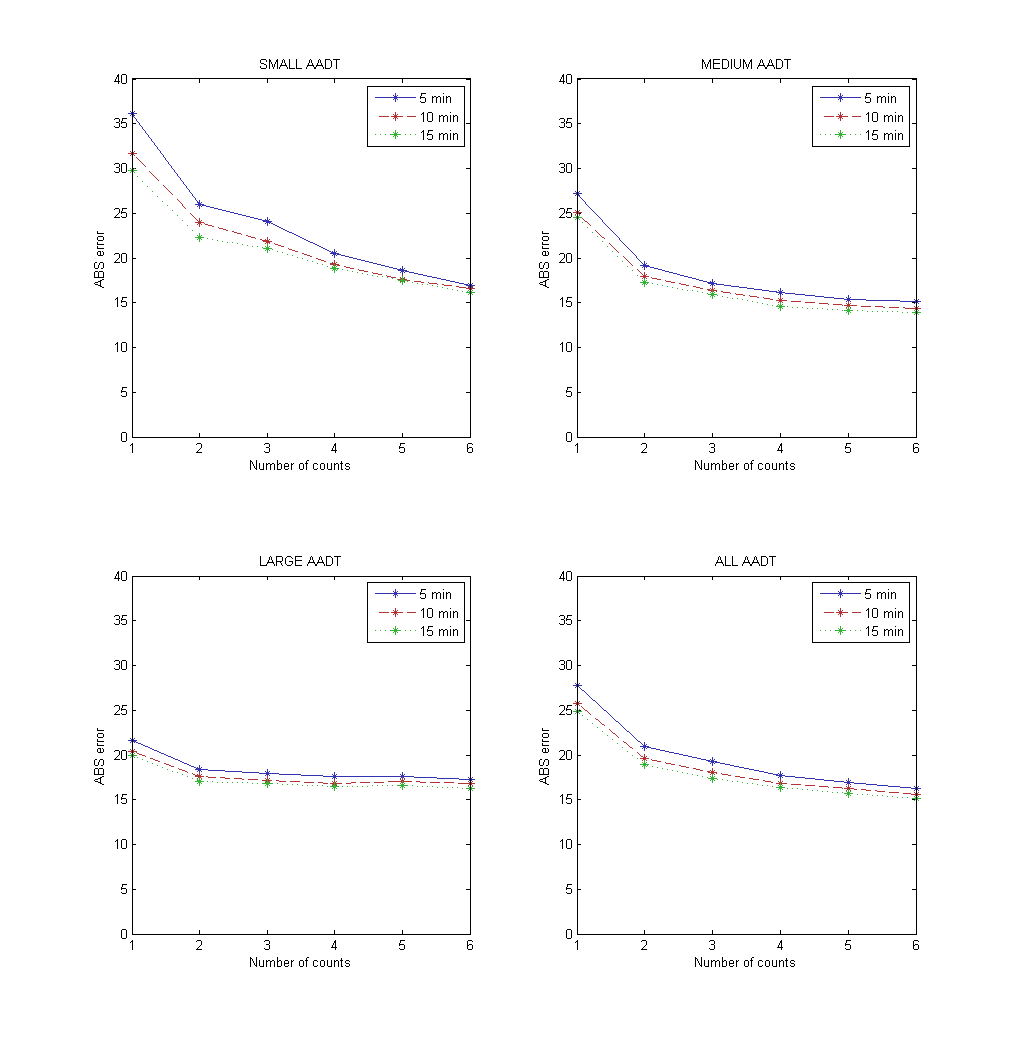 SMALL AADT
40
35
30
25
20
15
10
5
0
ABS error
1 2 3 4 5 6
Number of counts
5 min
10 min
15 min
MEDIUM AADT
40
35
30
25
20
15
10
5
0
ABS error
1 2 3 4 5 6
Number of counts
5 min
10 min
15 min
LARGE AADT
40
35
30
25
20
15
10
5
0
ABS error
1 2 3 4 5 6
Number of counts
5 min
10 min
15 min
ALL AADT
40
35
30
25
20
15
10
5
0
ABS error
1 2 3 4 5 6
Number of counts
5 min
10 min
15 min